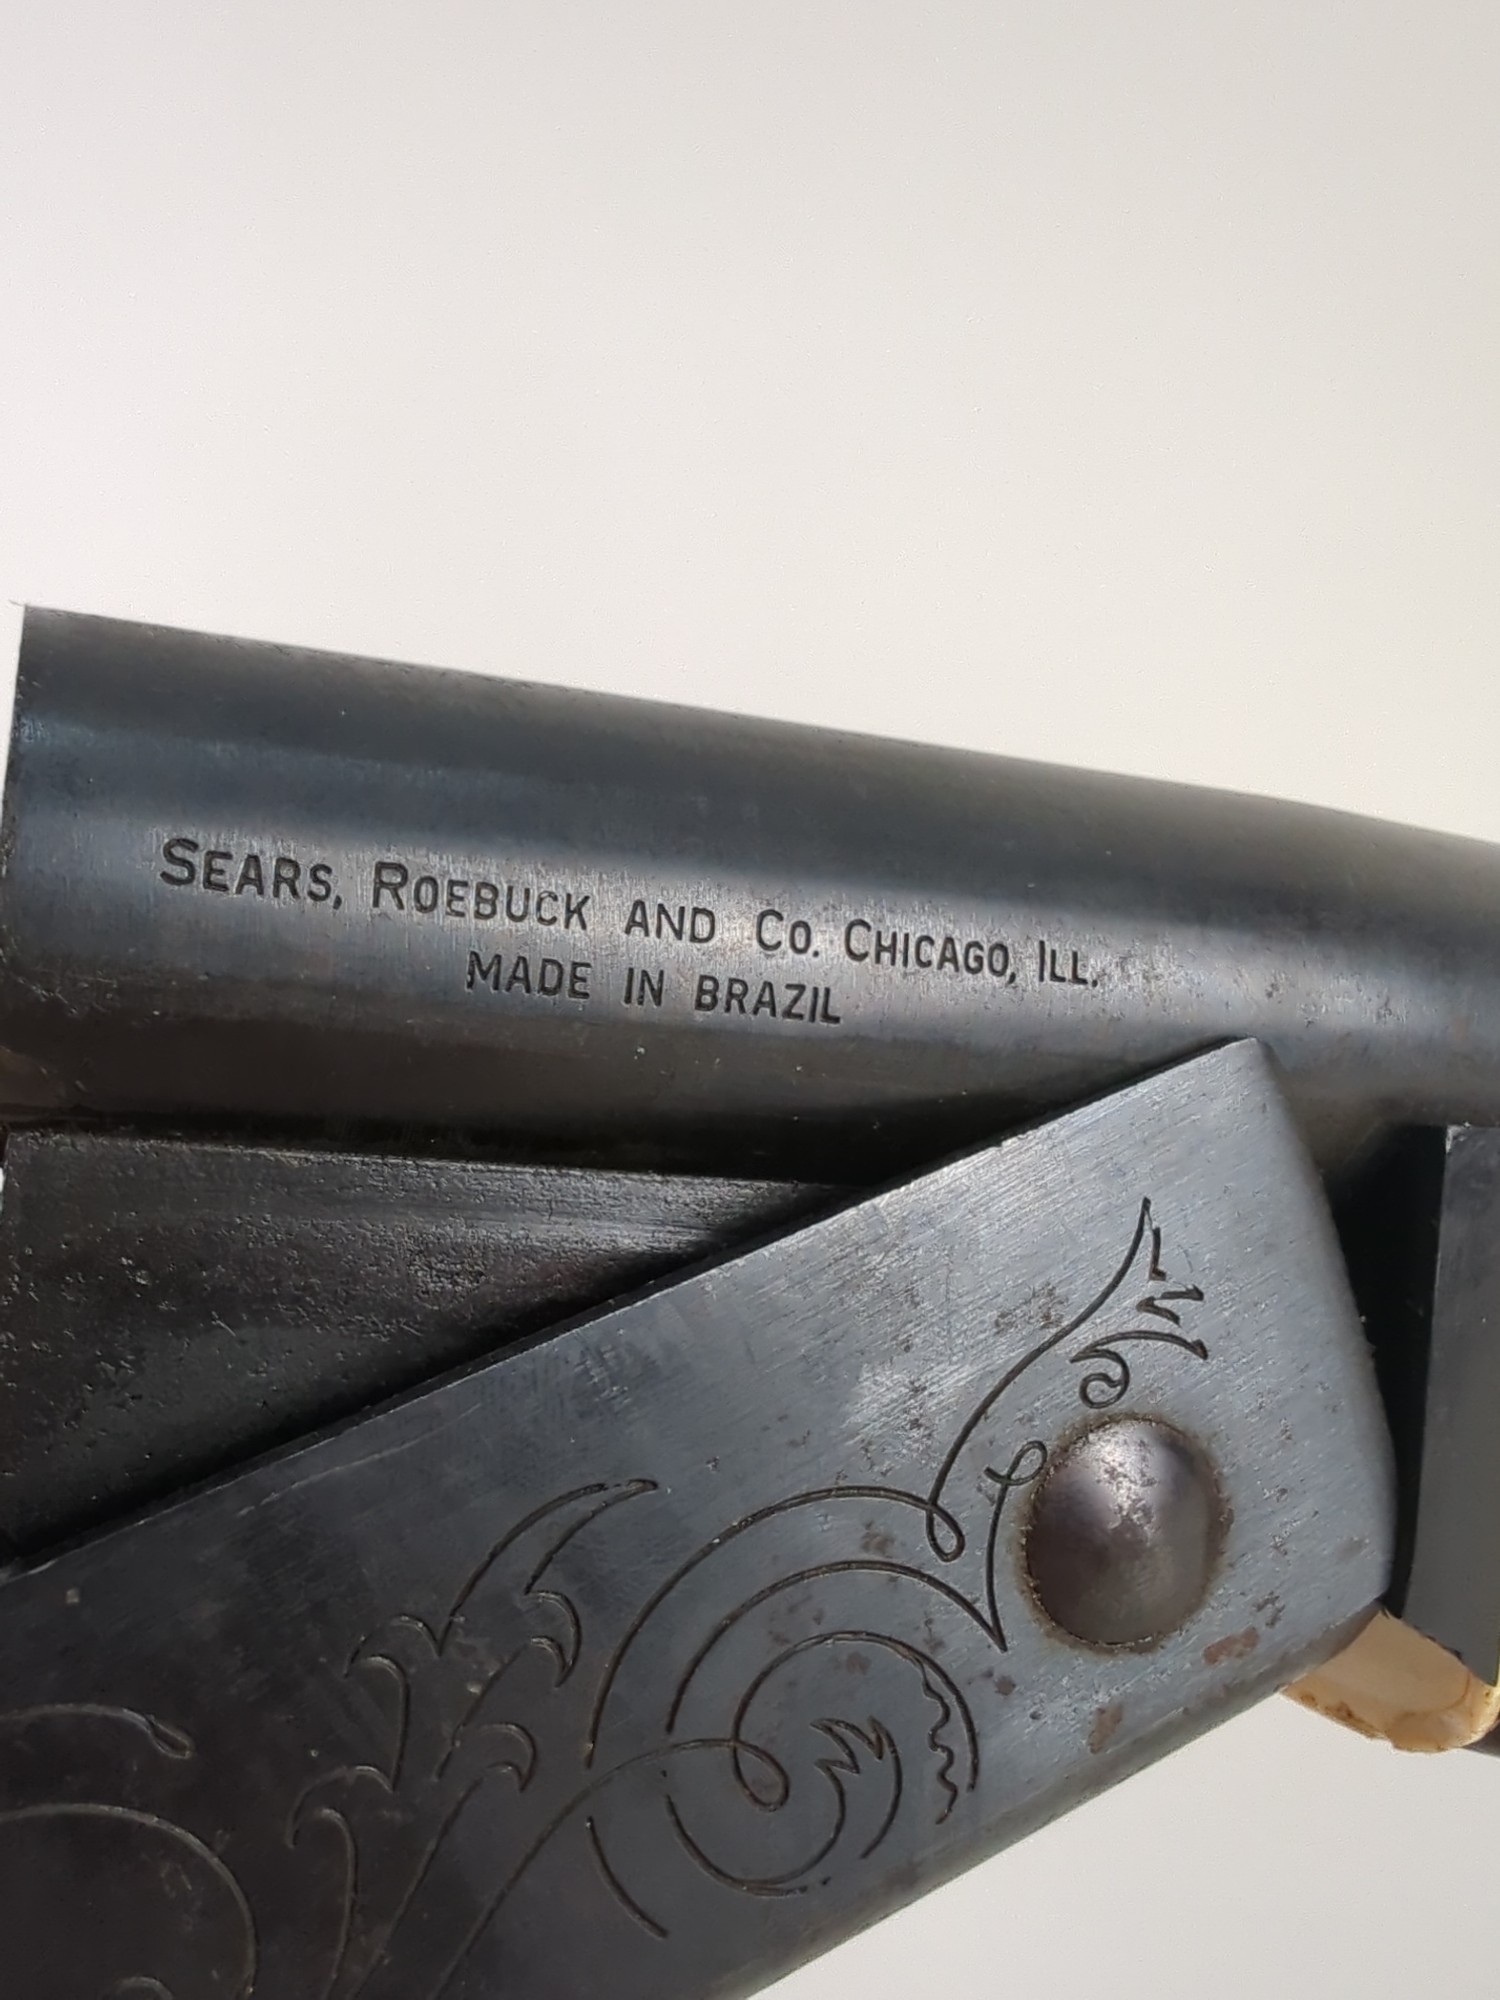 SEARS, ROEBUCK AND CO. CHICAGO, ILL.
MADE IN BRAZIL